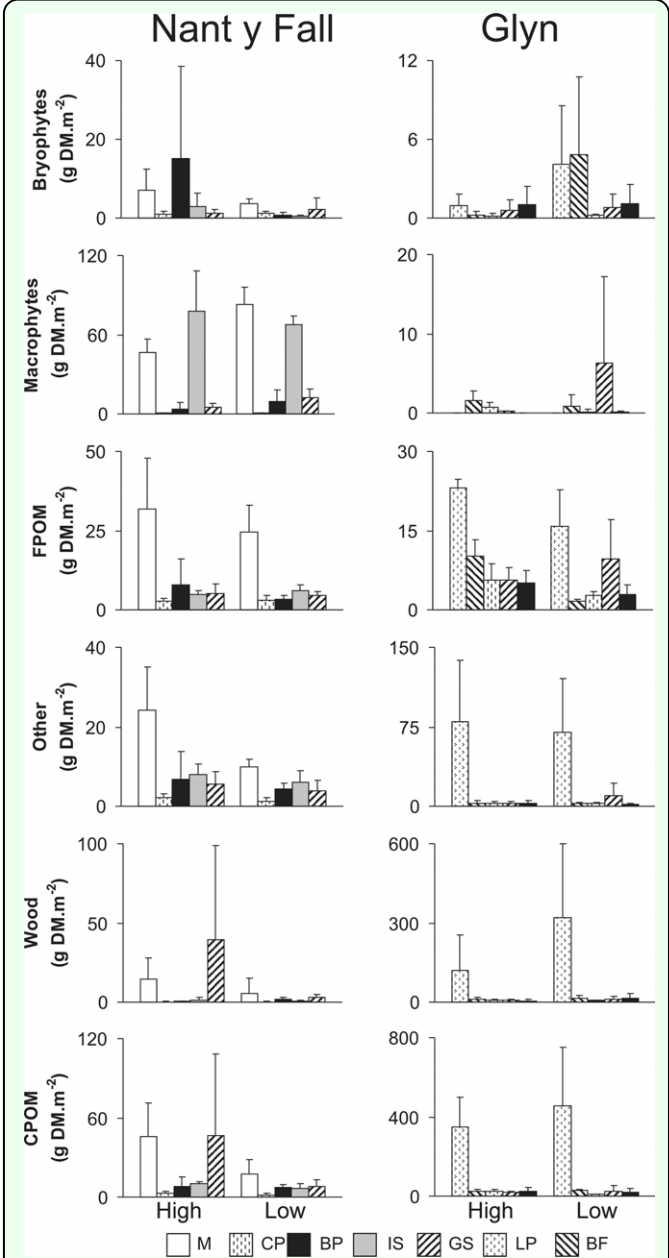 Nant y Fall Glyn
Bryophytes
(g DM.m-2)
40
20
0
12
6
0
Macrophytes
(g DM.m-2)
120
60
0
20
10
0
FPOM
(g DM.m-2)
50
25
0
30
15
0
Other
(g DM.m-2)
40
20
0
150
75
0
Wood
(g DM.m-2)
100
50
0
600
300
0
CPOM
(g DM.m-2)
120
60
0
800
400
0
High Low High Low
M CP BP IS GS LP BF